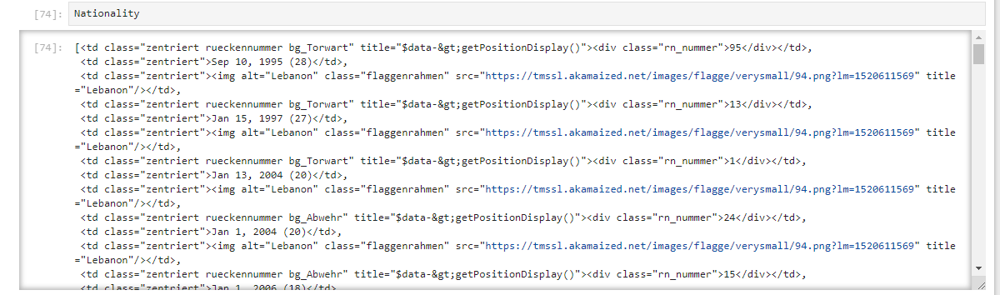 [74]: Nationality
[74]: [<td class="zentriert rueckennummer bg_Torwart" title="$data-&gt;getPositionDisplay()"><div class="rn_nummer">95</div></td>,
<td class="zentriert">Sep 10, 1995 (28)</td>,
<td class="zentriert"><img alt="Lebanon" class="flaggenrahmen" src="https://tmssl.akamaized.net/images/flagge/verysmall/94.png?lm=1520611569" title
="Lebanon"/></td>,
<td class="zentriert rueckennummer bg_Torwart" title="$data-&gt;getPositionDisplay()"><div class="rn_nummer">13</div></td>,
<td class="zentriert">Jan 15, 1997 (27)</td>,
<td class="zentriert"><img alt="Lebanon" class="flaggenrahmen" src="https://tmssl.akamaized.net/images/flagge/verysmall/94.png?lm=1520611569" title
="Lebanon"/></td>,
<td class="zentriert rueckennummer bg_Torwart" title="$data-&gt;getPositionDisplay()"><div class="rn_nummer">1</div></td>,
<td class="zentriert">Jan 13, 2004 (20)</td>,
<td class="zentriert"><img alt="Lebanon" class="flaggenrahmen" src="https://tmssl.akamaized.net/images/flagge/verysmall/94.png?lm=1520611569" title
="Lebanon"/></td>,
<td class="zentriert rueckennummer bg_Abwehr" title="$data-&gt;getPositionDisplay()"><div class="rn_nummer">24</div></td>,
<td class="zentriert">Jan 1, 2004 (20)</td>,
<td class="zentriert"><img alt="Lebanon" class="flaggenrahmen" src="https://tmssl.akamaized.net/images/flagge/verysmall/94.png?lm=1520611569" title
="Lebanon"/></td>,
<td class="zentriert rueckennummer bg_Abwehr" title="$data-&gt;getPositionDisplay()"><div class="rn_nummer">15</div></td>,
<td class="zentriert">Jan 1, 2006 (18)</td>,